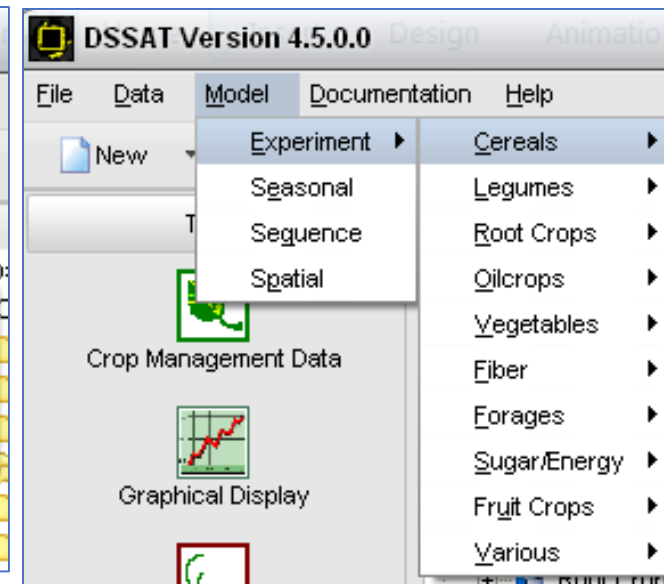 DSSAT Version 4.5.0.0
Design Animatio
File Data Model Documentation Help
New
Experiment
Seasonal
Sequence
Spatial
Cereals
Legumes
Root Crops
Oilcrops
Vegetables
Fiber
Forages
Sugar/Energy
Fruit Crops
Various
T
Crop Management Data
Graphical Display